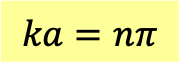 ka = nπ